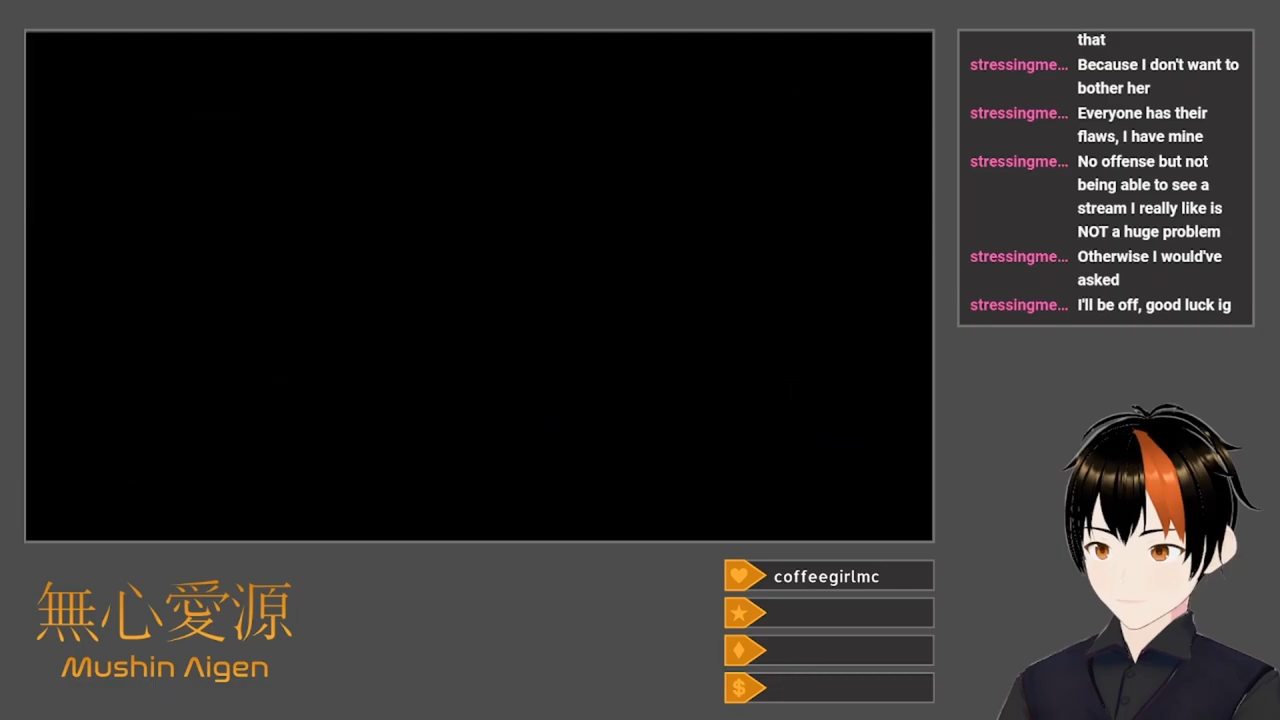 that
stressingme... Because I don't want to
bother her
stressingme... Everyone has their
flaws, I have mine
stressingme... No offense but not
being able to see a
stream I really like is
NOT a huge problem
stressingme... Otherwise I would've
asked
stressingme... I'll be off, good luck ig
coffeegirlmc
無心愛源
Mushin Aigen
$